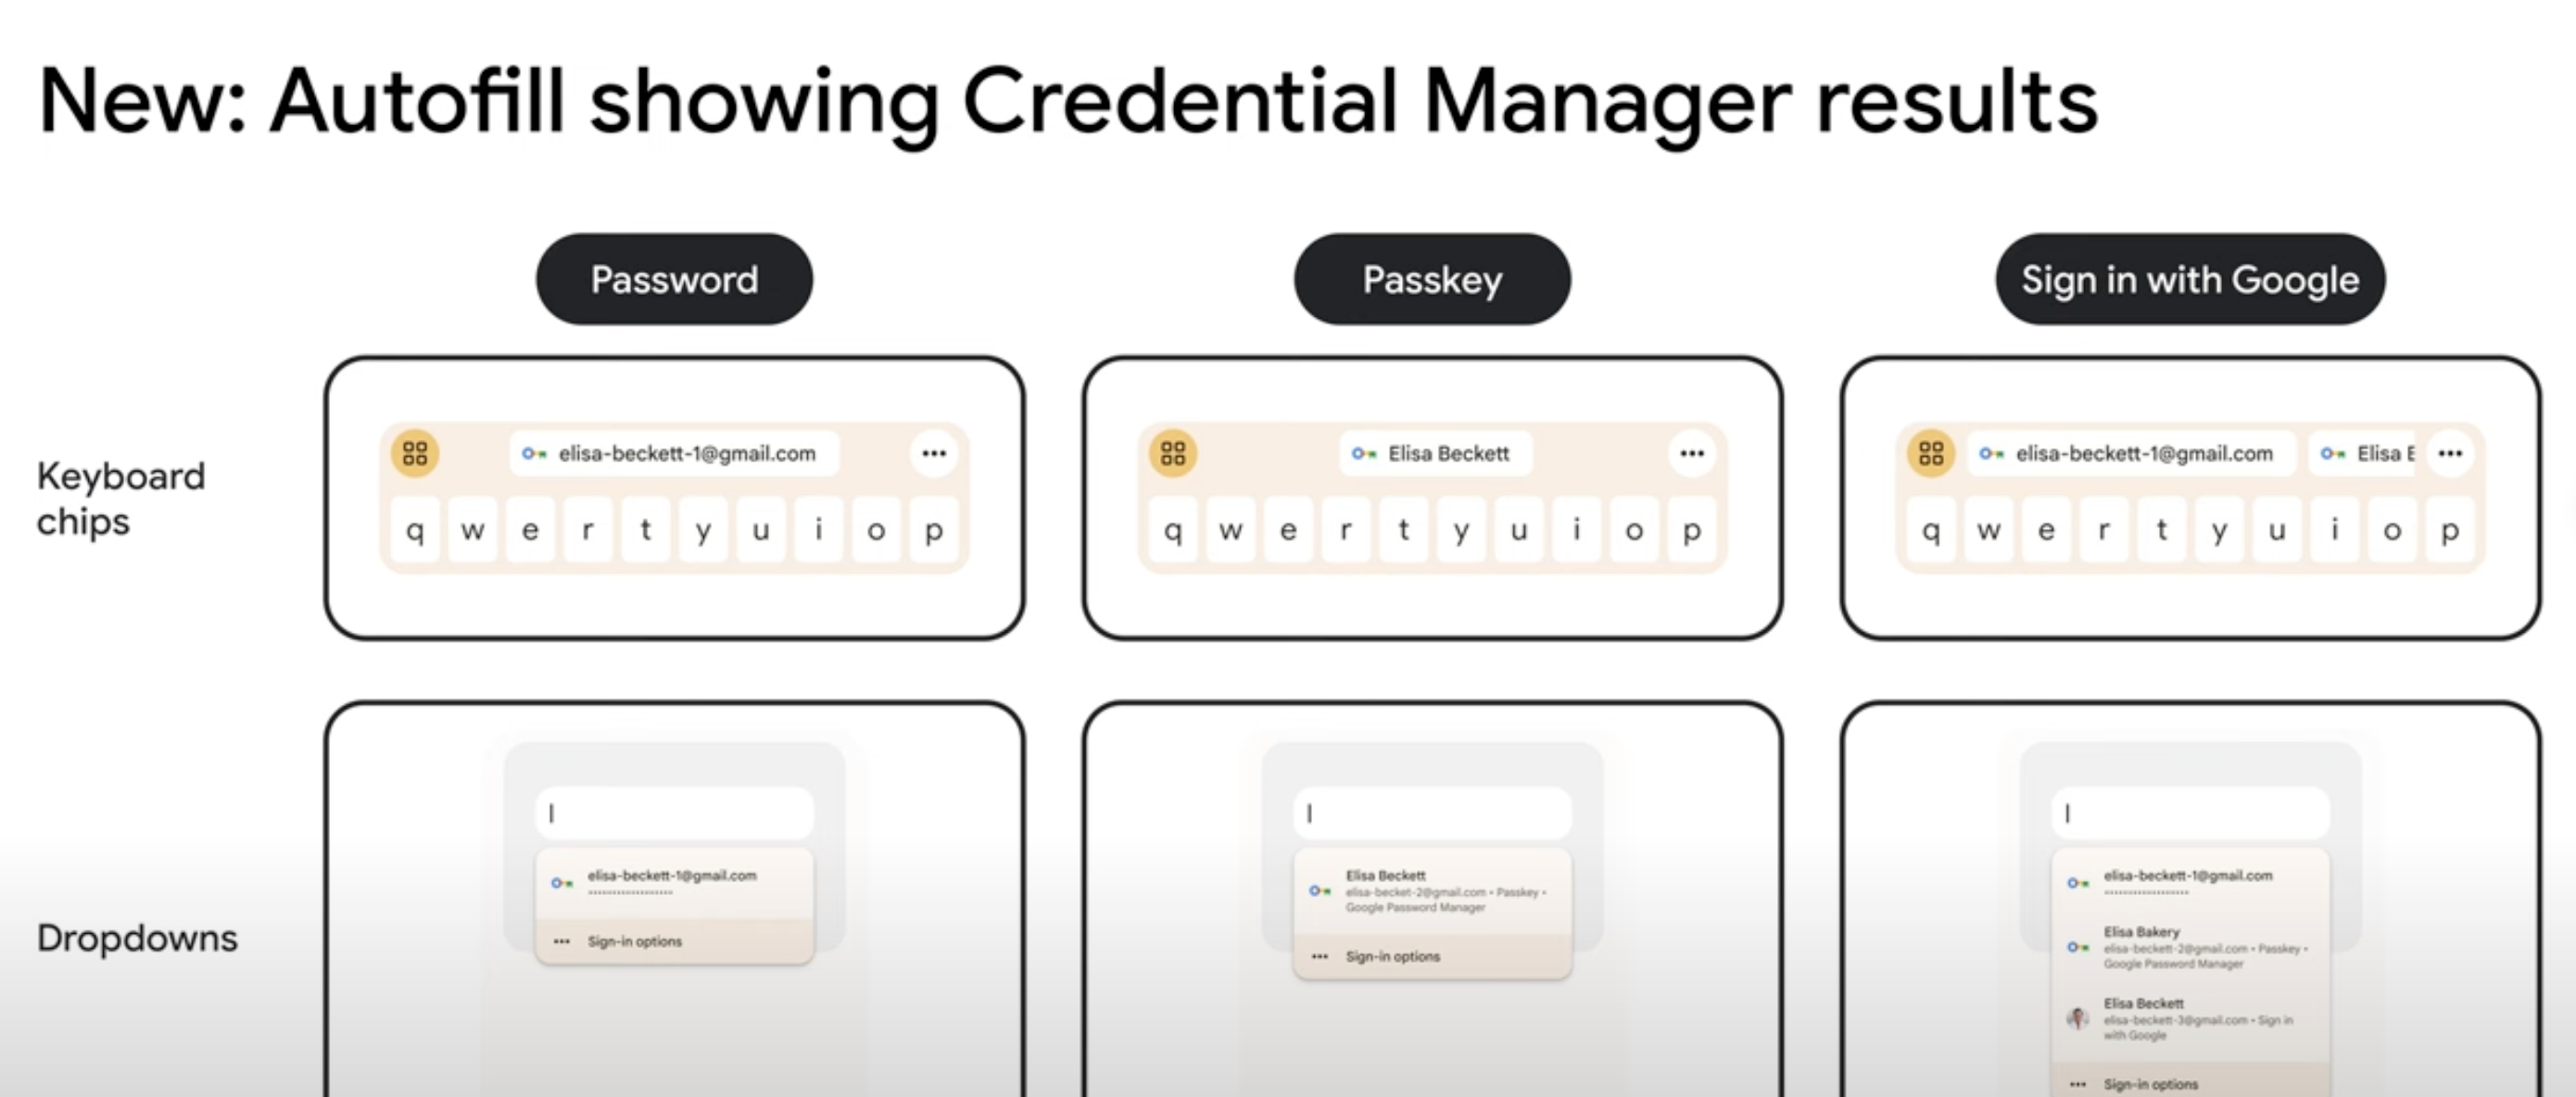 New: Autofill showing Credential Manager results
Password
Passkey
Sign in with Google
Keyboard
chips
elisa-beckett-1@gmail.com
q w e r t y u i o p
Elisa Beckett
q w e r t y u i o p
elisa-beckett-1@gmail.com
Elisa
q w e r t y u i o p
Dropdowns
elisa-beckett-1@gmail.com
Sign-in options
Elisa Beckett
elisa-becket-2@gmail.com • Passkey •
Google Password Manager
Sign-in options
elisa-beckett-1@gmail.com
Elisa Bakery
elisa-beckett-2@gmail.com • Passkey •
Google Password Manager
Elisa Beckett
elisa-beckett-3@gmail.com • Sign in
with Google
Sign-in options